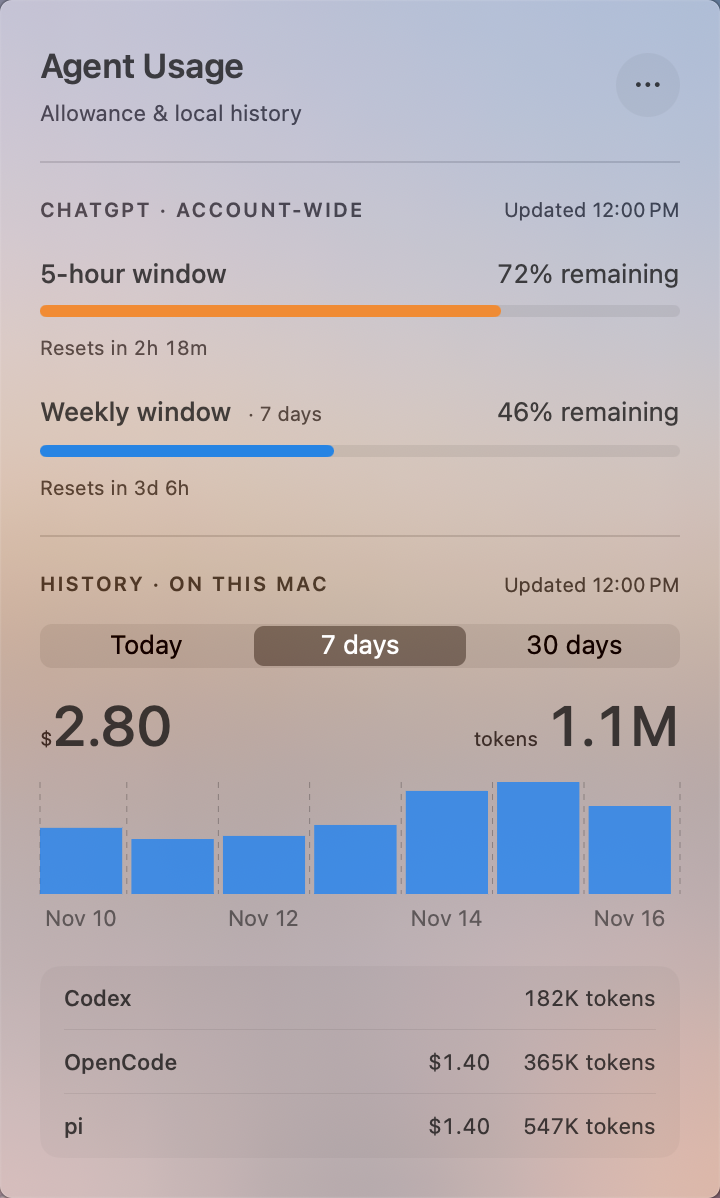 Agent Usage
Allowance & local history
CHATGPT · ACCOUNT-WIDE Updated 12:00 PM
5-hour window 72% remaining
Resets in 2h 18m
Weekly window · 7 days 46% remaining
Resets in 3d 6h
HISTORY · ON THIS MAC Updated 12:00 PM
Today 7 days 30 days
$2.80 tokens 1.1M
Nov 10 Nov 12 Nov 14 Nov 16
Codex 182K tokens
OpenCode $1.40 365K tokens
pi $1.40 547K tokens